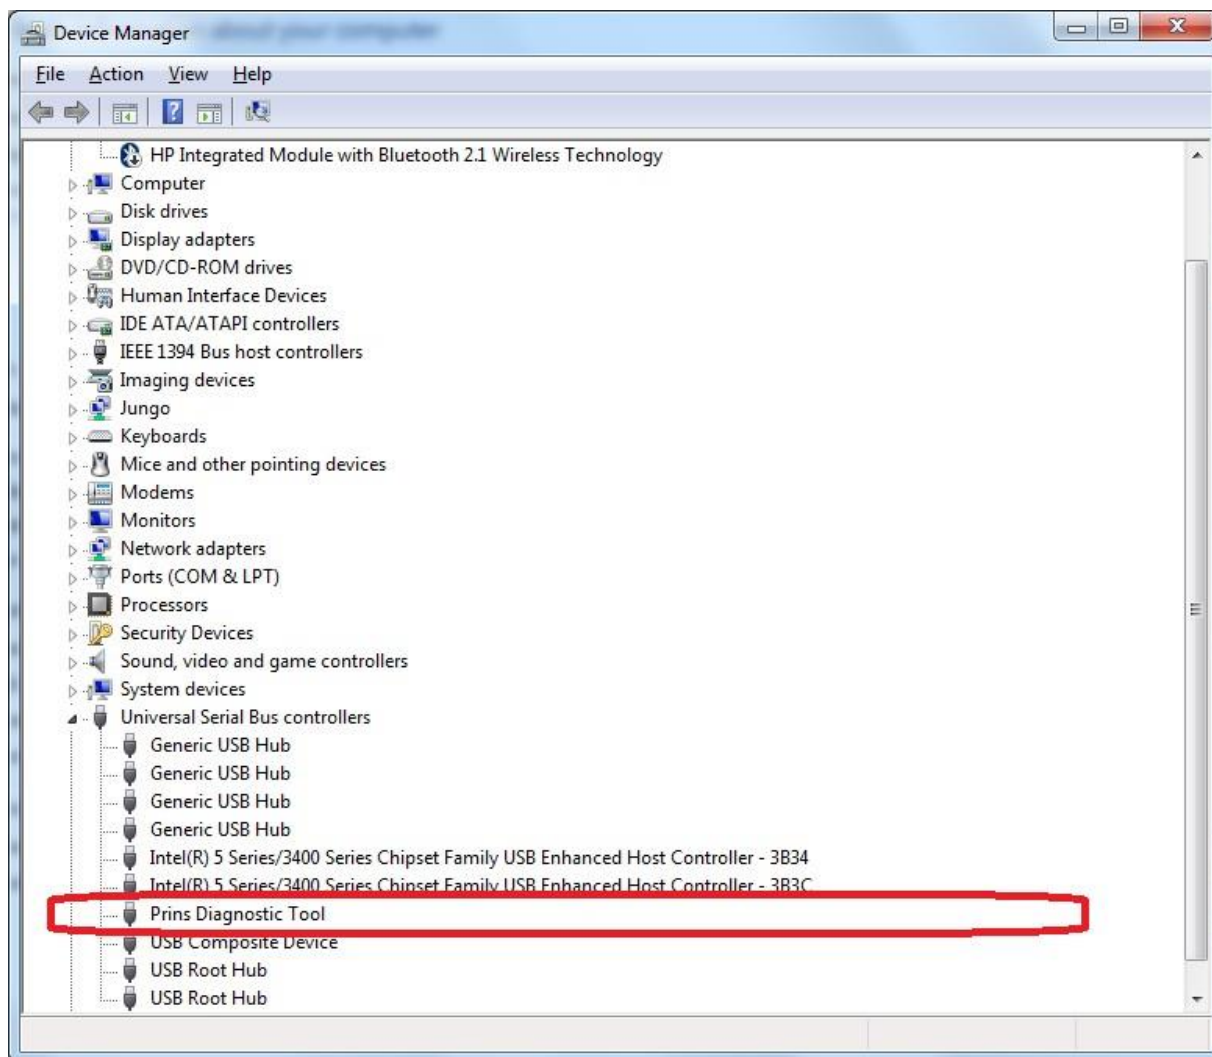 Device Manager
File Action View Help
HP Integrated Module with Bluetooth 2.1 Wireless Technology
Computer
Disk drives
Display adapters
DVD/CD-ROM drives
Human Interface Devices
IDE ATA/ATAPI controllers
IEEE 1394 Bus host controllers
Imaging devices
Jungo
Keyboards
Mice and other pointing devices
Modems
Monitors
Network adapters
Ports (COM & LPT)
Processors
Security Devices
Sound, video and game controllers
System devices
Universal Serial Bus controllers
Generic USB Hub
Generic USB Hub
Generic USB Hub
Generic USB Hub
Intel(R) 5 Series/3400 Series Chipset Family USB Enhanced Host Controller - 3B34
Intel(R) 5 Series/3400 Series Chipset Family USB Enhanced Host Controller - 3B3C
Prins Diagnostic Tool
USB Composite Device
USB Root Hub
USB Root Hub